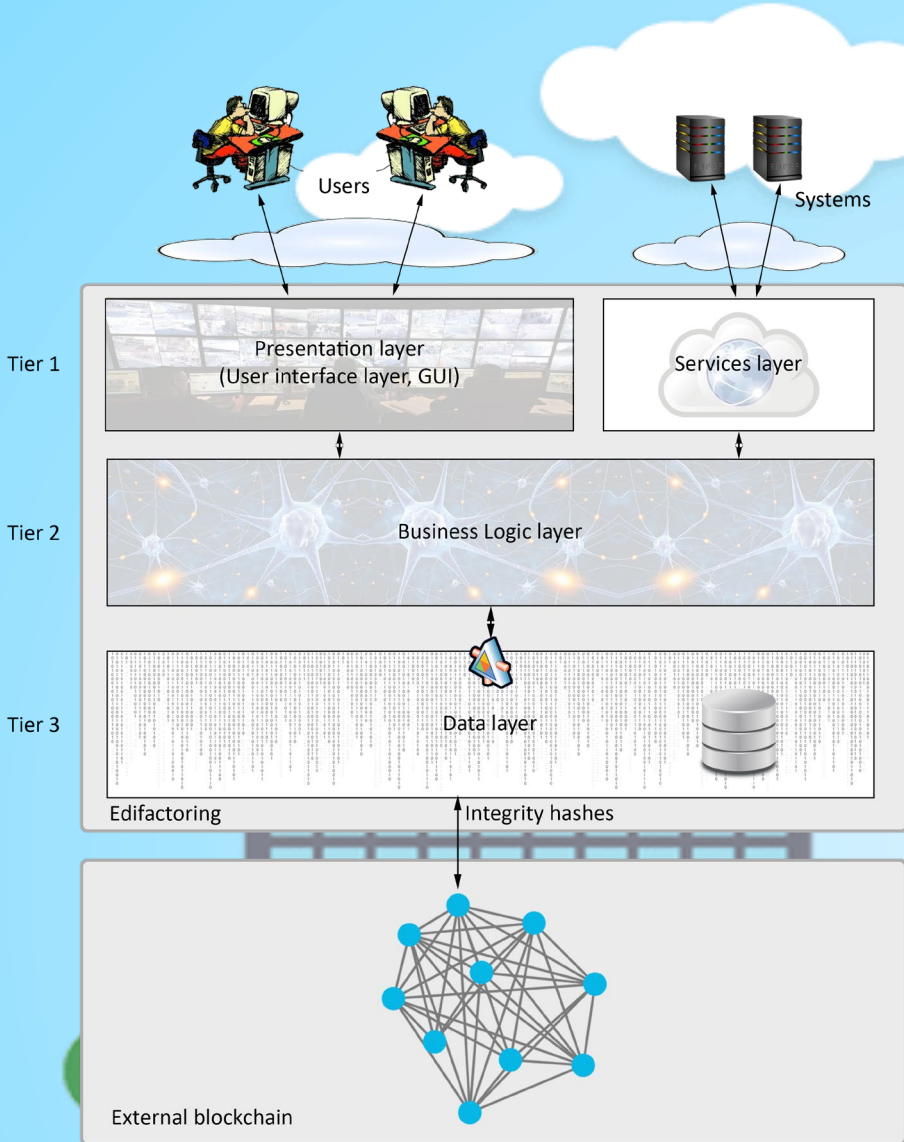 Users
Systems
Tier 1
Presentation layer
(User interface layer, GUI)
Services layer
Tier 2
Business Logic layer
Tier 3
Data layer
Edifactoring
Integrity hashes
External blockchain